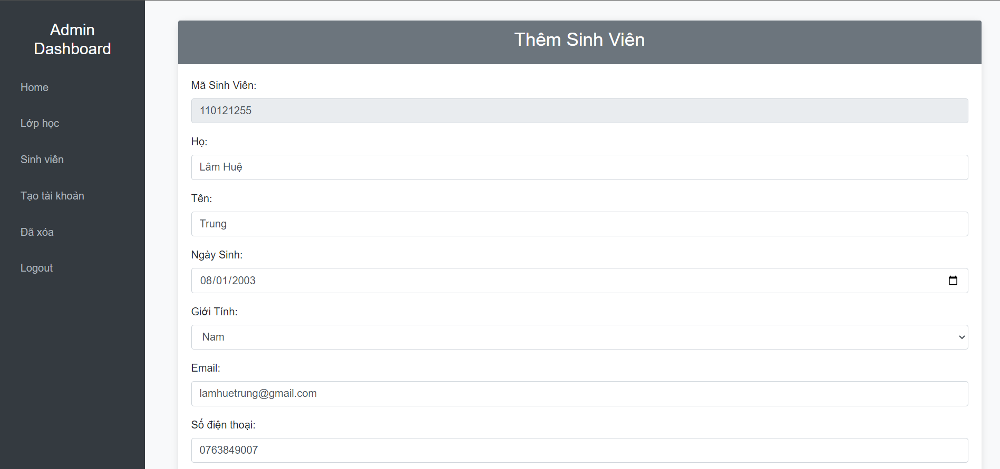 Admin
Dashboard
Home
Lớp học
Sinh viên
Tạo tài khoản
Đã xóa
Logout
Thêm Sinh Viên
Mã Sinh Viên:
110121255
Họ:
Lâm Huệ
Tên:
Trung
Ngày Sinh:
08/01/2003
Giới Tính:
Nam
Email:
lamhuetrung@gmail.com
Số điện thoại:
0763849007